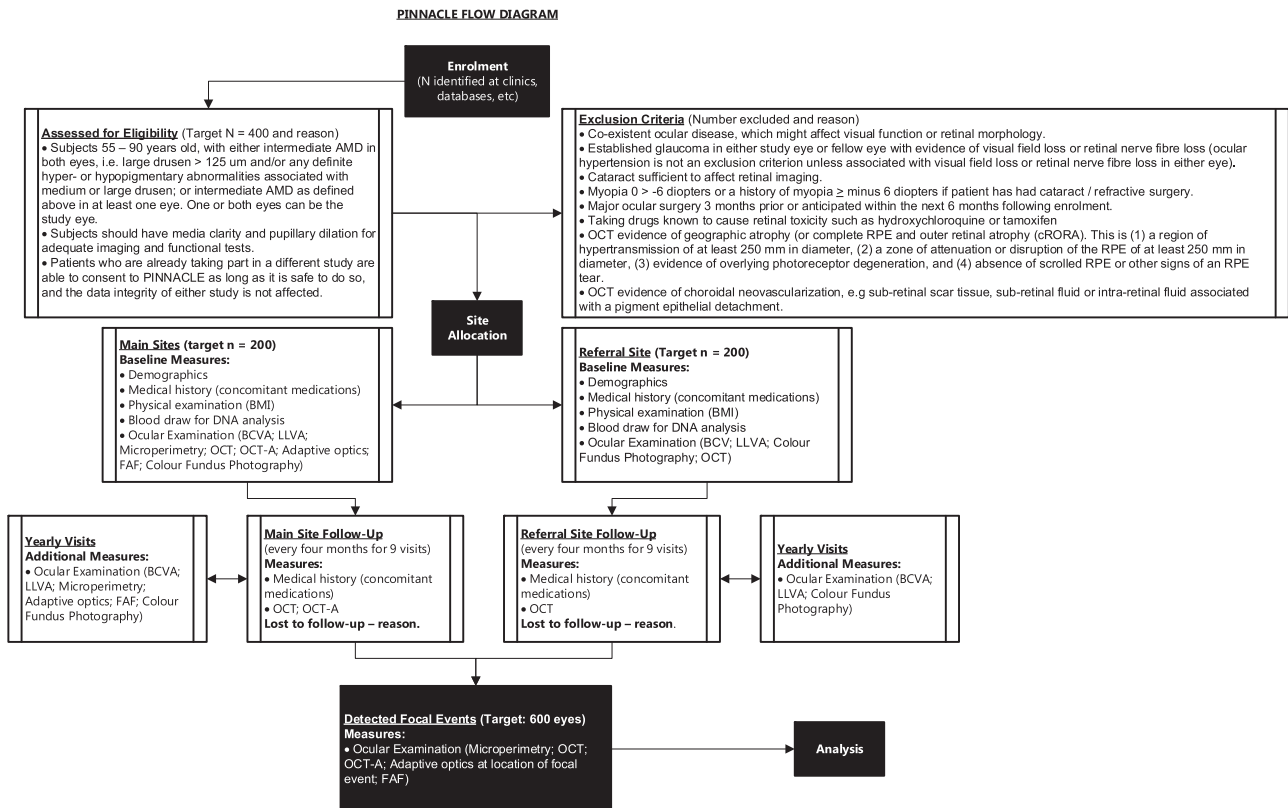 PINNACLE FLOW DIAGRAM
Enrolment
(N identified at clinics,
databases, etc)
Assessed for Eligibility (Target N = 400 and reason)
• Subjects 55 – 90 years old, with either intermediate AMD in
both eyes, i.e. large drusen > 125 um and/or any definite
hyper- or hypopigmentary abnormalities associated with
medium or large drusen; or intermediate AMD as defined
above in at least one eye. One or both eyes can be the
study eye.
• Subjects should have media clarity and pupillary dilation for
adequate imaging and functional tests.
• Patients who are already taking part in a different study are
able to consent to PINNACLE as long as it is safe to do so,
and the data integrity of either study is not affected.
Exclusion Criteria (Number excluded and reason)
• Co-existent ocular disease, which might affect visual function or retinal morphology.
• Established glaucoma in either study eye or fellow eye with evidence of visual field loss or retinal nerve fibre loss (ocular
hypertension is not an exclusion criterion unless associated with visual field loss or retinal nerve fibre loss in either eye).
• Cataract sufficient to affect retinal imaging.
• Myopia 0 > -6 diopters or a history of myopia ≥ minus 6 diopters if patient has had cataract / refractive surgery.
• Major ocular surgery 3 months prior or anticipated within the next 6 months following enrolment.
• Taking drugs known to cause retinal toxicity such as hydroxychloroquine or tamoxifen
• OCT evidence of geographic atrophy (or complete RPE and outer retinal atrophy (cRORA). This is (1) a region of
hypertransmission of at least 250 mm in diameter, (2) a zone of attenuation or disruption of the RPE of at least 250 mm in
diameter, (3) evidence of overlying photoreceptor degeneration, and (4) absence of scrolled RPE or other signs of an RPE
tear.
• OCT evidence of choroidal neovascularization, e.g sub-retinal scar tissue, sub-retinal fluid or intra-retinal fluid associated
with a pigment epithelial detachment.
Site
Allocation
Main Sites (target n = 200)
Baseline Measures:
• Demographics
• Medical history (concomitant medications)
• Physical examination (BMI)
• Blood draw for DNA analysis
• Ocular Examination (BCVA; LLVA;
Microperimetry; OCT; OCT-A; Adaptive optics;
FAF; Colour Fundus Photography)
Referral Site (Target n = 200)
Baseline Measures:
• Demographics
• Medical history (concomitant medications)
• Physical examination (BMI)
• Blood draw for DNA analysis
• Ocular Examination (BCV; LLVA; Colour
Fundus Photography; OCT)
Yearly Visits
Additional Measures:
• Ocular Examination (BCVA;
LLVA; Microperimetry;
Adaptive optics; FAF; Colour
Fundus Photography)
Main Site Follow-Up
(every four months for 9 visits)
Measures:
• Medical history (concomitant
medications)
• OCT; OCT-A
Lost to follow-up – reason.
Referral Site Follow-Up
(every four months for 9 visits)
Measures:
• Medical history (concomitant
medications)
• OCT
Lost to follow-up – reason.
Yearly Visits
Additional Measures:
• Ocular Examination (BCVA;
LLVA; Colour Fundus
Photography)
Detected Focal Events (Target: 600 eyes)
Measures:
• Ocular Examination (Microperimetry; OCT;
OCT-A; Adaptive optics at location of focal
event; FAF)
Analysis